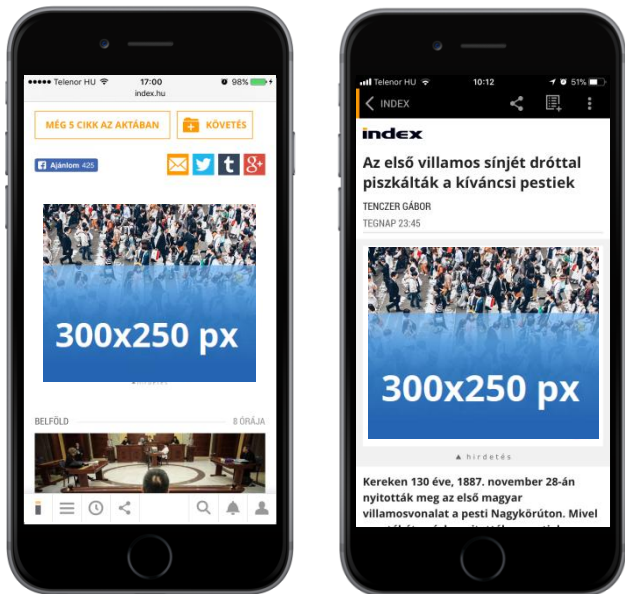 Telenor HU 17:00 98%
index.hu
MÉG 5 CIKK AZ AKTÁBAN
KÖVETÉS
Ajánlom 425
t
8+
300x250 px
▲ hirdetés
BELFÖLD
8 ÓRÁJA
i
Telenor HU 10:12 51%
INDEX
index
Az első villamos sínjét dróttal
piszkálták a kíváncsi pestiek
TENCZER GÁBOR
TEGNAP 23:45
300x250 px
▲ hirdetés
Kereken 130 éve, 1887. november 28-án
nyitották meg az első magyar
villamosvonalat a pesti Nagykörúton. Mivel